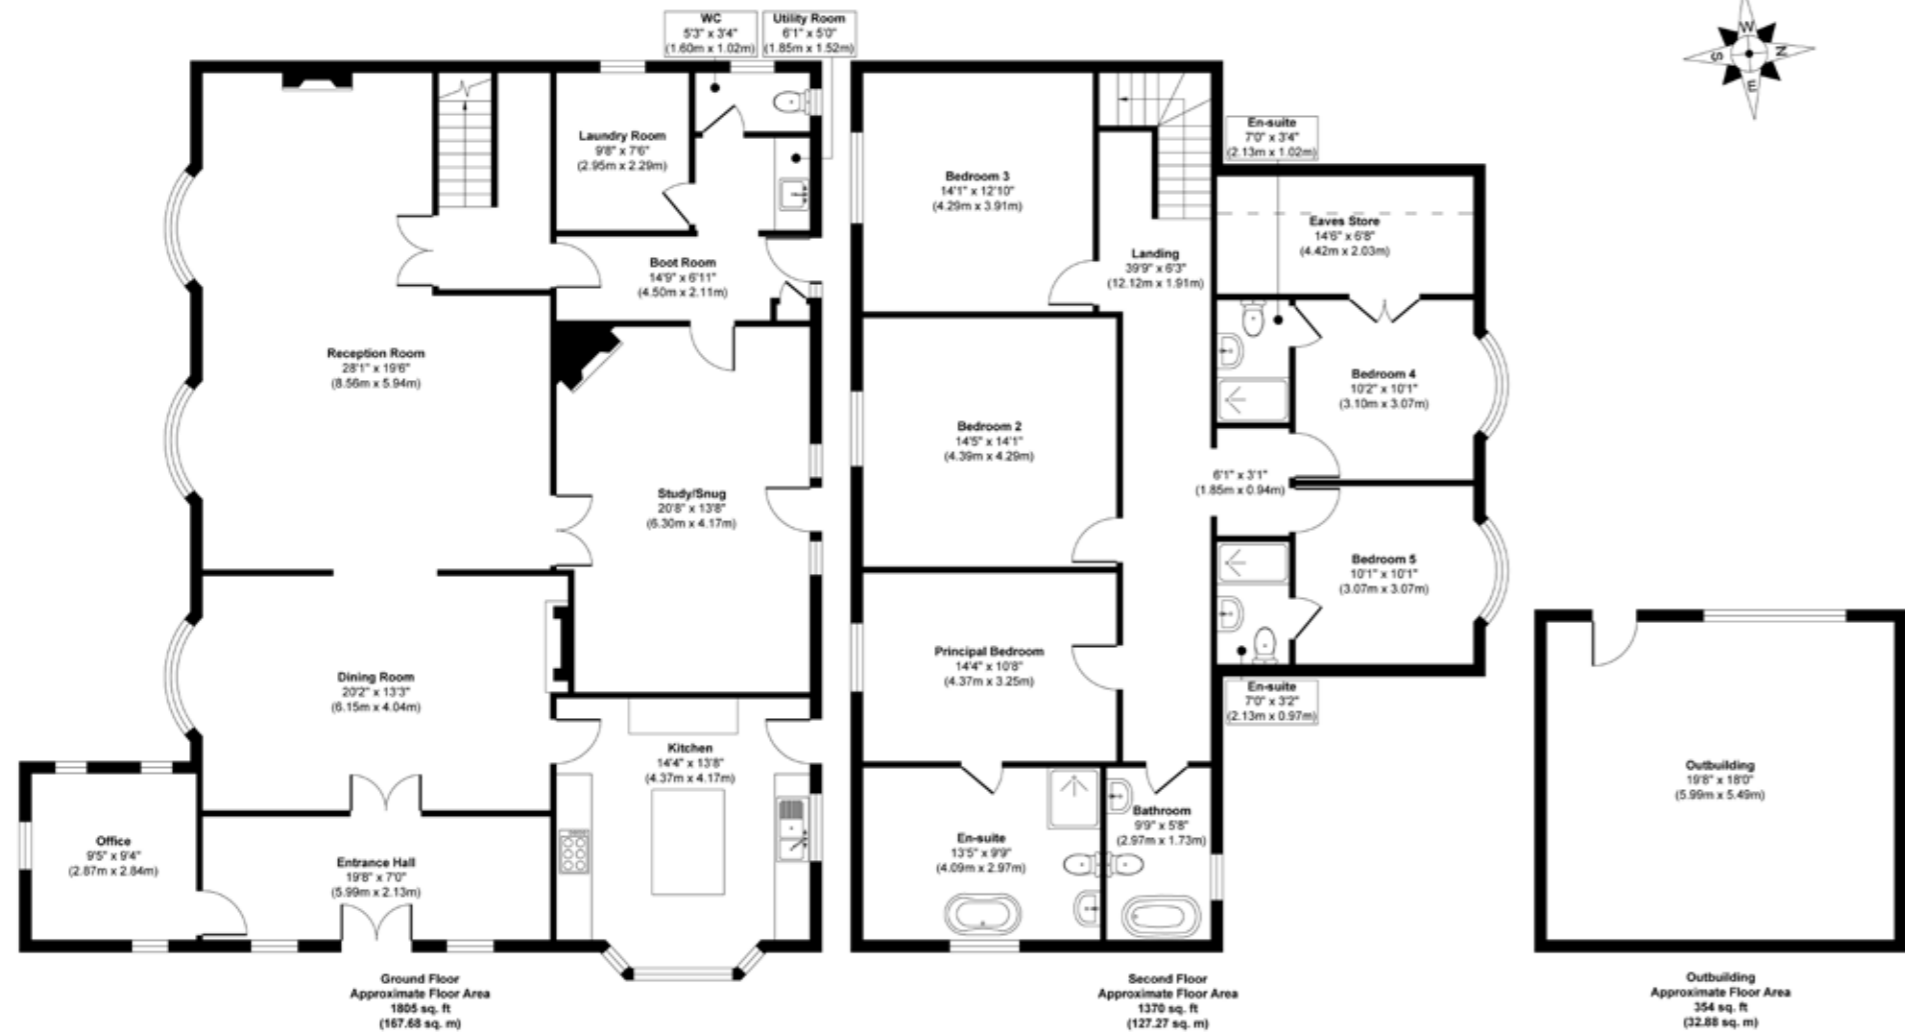 WC
5'3" x 3'4"
(1.60m x 1.02m)
Utility Room
6'1" x 5'0"
(1.85m x 1.52m)
Laundry Room
9'8" x 7'6"
(2.95m x 2.29m)
Boot Room
14'9" x 6'11"
(4.50m x 2.11m)
Reception Room
28'1" x 19'6"
(8.56m x 5.94m)
Study/Snug
20'8" x 13'8"
(6.30m x 4.17m)
Dining Room
20'2" x 13'3"
(6.15m x 4.04m)
Kitchen
14'4" x 13'8"
(4.37m x 4.17m)
Office
9'5" x 9'4"
(2.87m x 2.84m)
Entrance Hall
19'8" x 7'0"
(5.99m x 2.13m)
Ground Floor
Approximate Floor Area
1805 sq. ft
(167.68 sq. m)
Bedroom 3
14'1" x 12'10"
(4.29m x 3.91m)
Landing
39'9" x 6'3"
(12.12m x 1.91m)
En-suite
7'0" x 3'4"
(2.13m x 1.02m)
Eaves Store
14'6" x 6'8"
(4.42m x 2.03m)
Bedroom 4
10'2" x 10'1"
(3.10m x 3.07m)
Bedroom 2
14'5" x 14'1"
(4.39m x 4.29m)
6'1" x 3'1"
(1.85m x 0.94m)
Bedroom 5
10'1" x 10'1"
(3.07m x 3.07m)
Principal Bedroom
14'4" x 10'8"
(4.37m x 3.25m)
En-suite
7'0" x 3'2"
(2.13m x 0.97m)
En-suite
13'5" x 9'9"
(4.09m x 2.97m)
Bathroom
9'9" x 5'8"
(2.97m x 1.73m)
Second Floor
Approximate Floor Area
1370 sq. ft
(127.27 sq. m)
W
N
S
E
Outbuilding
19'8" x 18'0"
(5.99m x 5.49m)
Outbuilding
Approximate Floor Area
354 sq. ft
(32.88 sq. m)